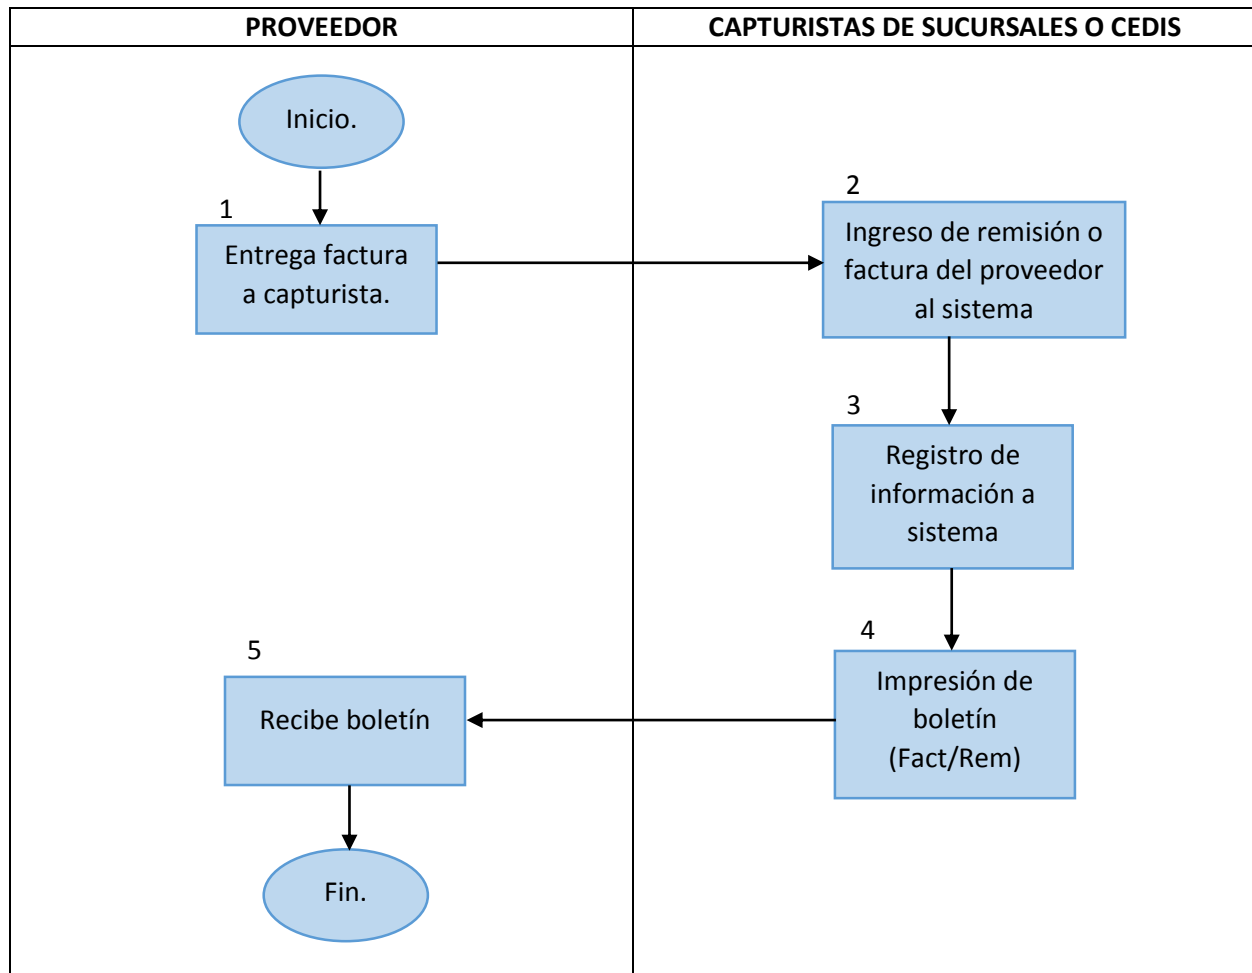 PROVEEDOR
CAPTURISTAS DE SUCURSALES O CEDIS
Inicio.
1
Entrega factura
a capturista.
2
Ingreso de remisión o
factura del proveedor
al sistema
3
Registro de
información a
sistema
4
Impresión de
boletín
(Fact/Rem)
5
Recibe boletín
Fin.